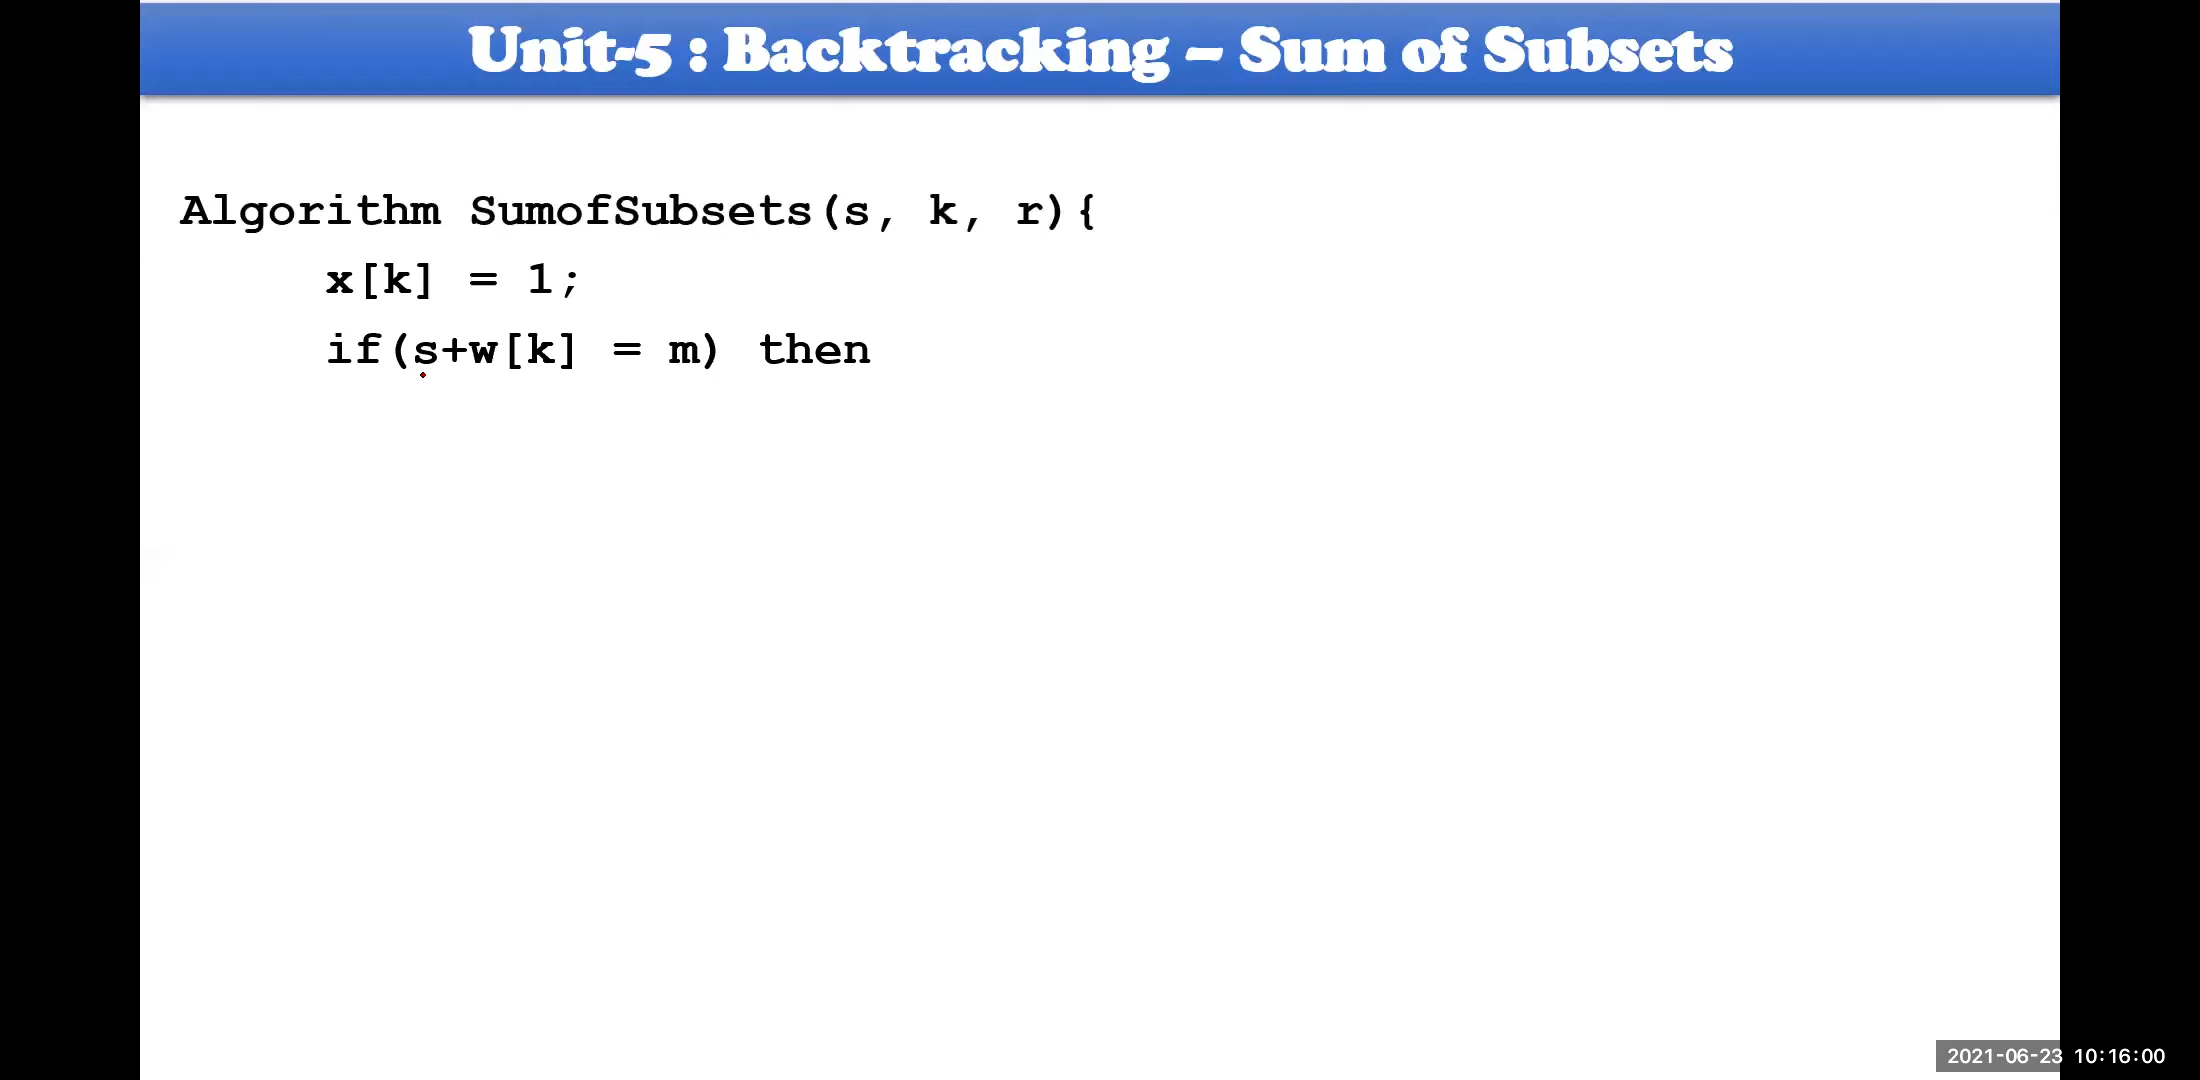 Unit-5 : Backtracking – Sum of Subsets
Algorithm SumofSubsets(s, k, r){
x[k] = 1;
if(s+w[k] = m) then
2021-06-23 10:16:00